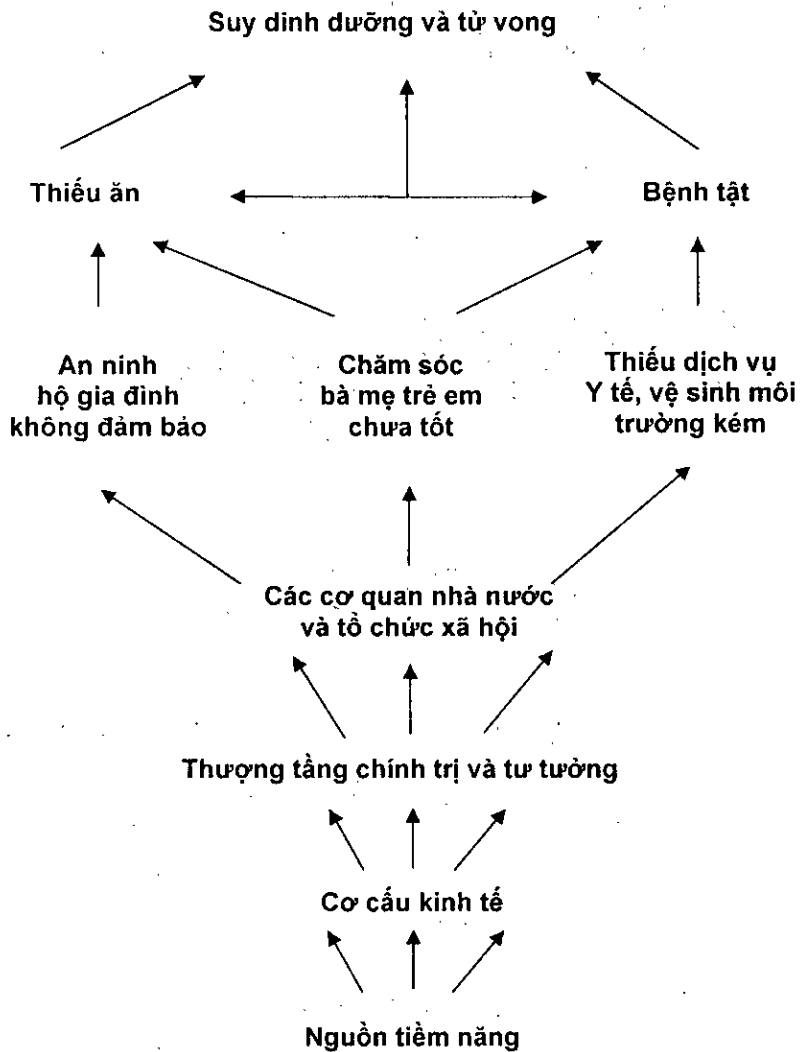 Suy dinh dưỡng và tử vong
Thiếu ăn
Bệnh tật
An ninh
hộ gia đình
không đảm bảo
Chăm sóc
bà mẹ trẻ em
chưa tốt
Thiếu dịch vụ
Y tế, vệ sinh môi
trường kém
Các cơ quan nhà nước
và tổ chức xã hội
Thượng tầng chính trị và tư tưởng
Cơ cấu kinh tế
Nguồn tiềm năng